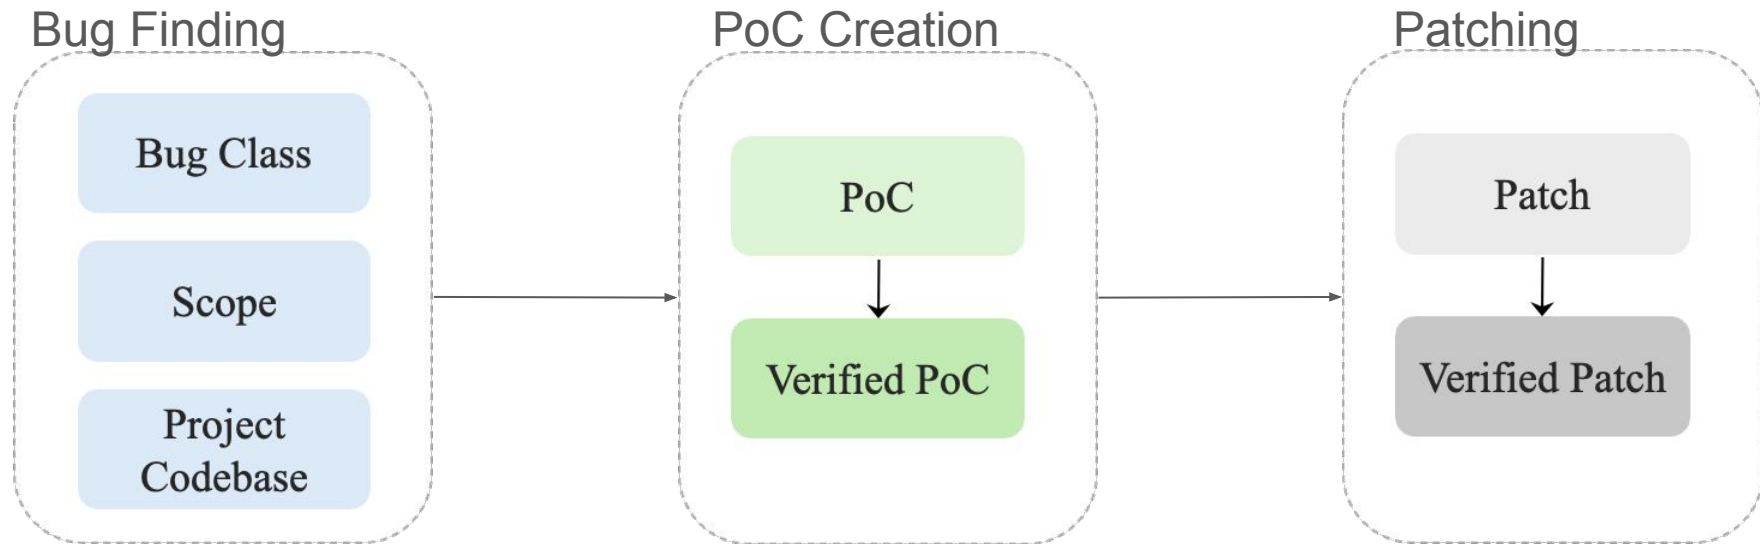 Bug Finding
Bug Class
Scope
Project
Codebase
PoC Creation
PoC
Verified PoC
Patching
Patch
Verified Patch